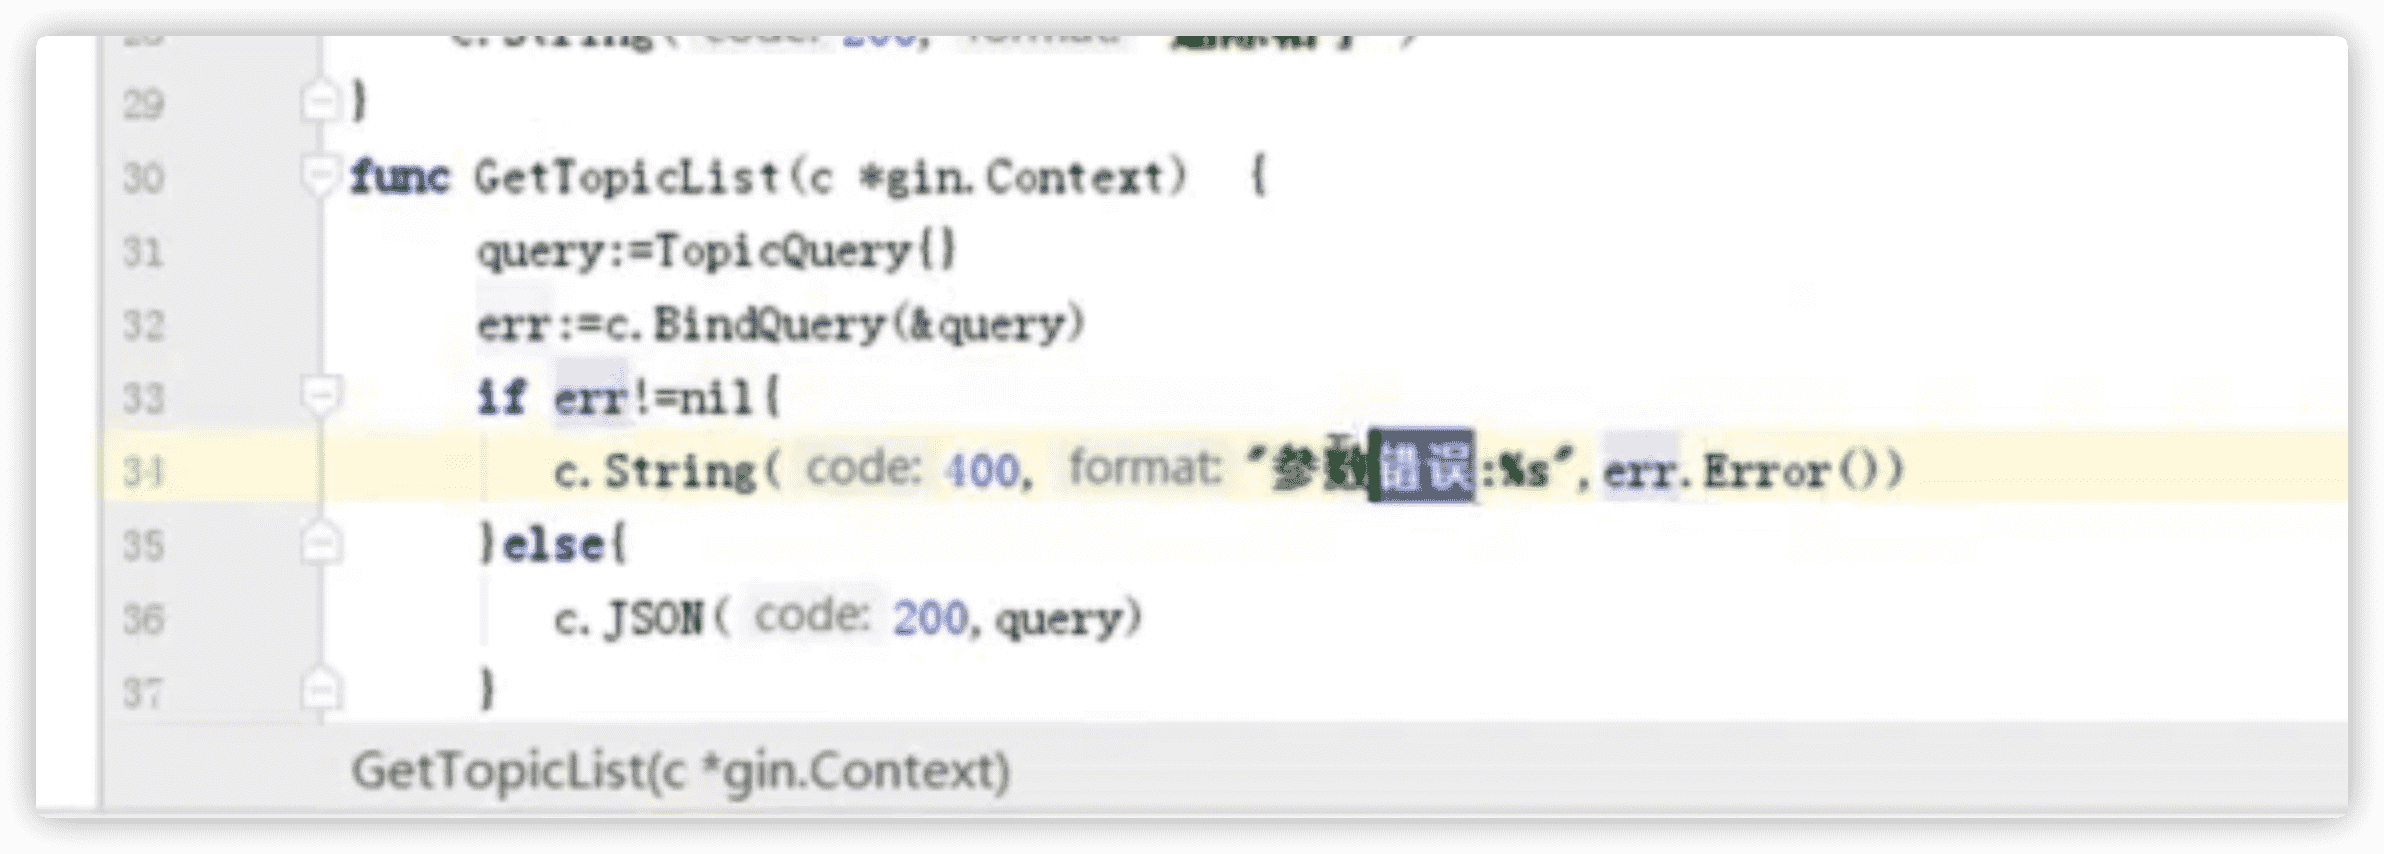 28 c.String( code: 200, format:
29 }
30 func GetTopicList(c *gin.Context)  {
31 query:=TopicQuery{}
32 err:=c.BindQuery(&query)
33 if err!=nil{
34 c.String( code: 400, format: "参数错误:%s",err.Error())
35 }else{
36 c.JSON( code: 200,query)
37 }
GetTopicList(c *gin.Context)